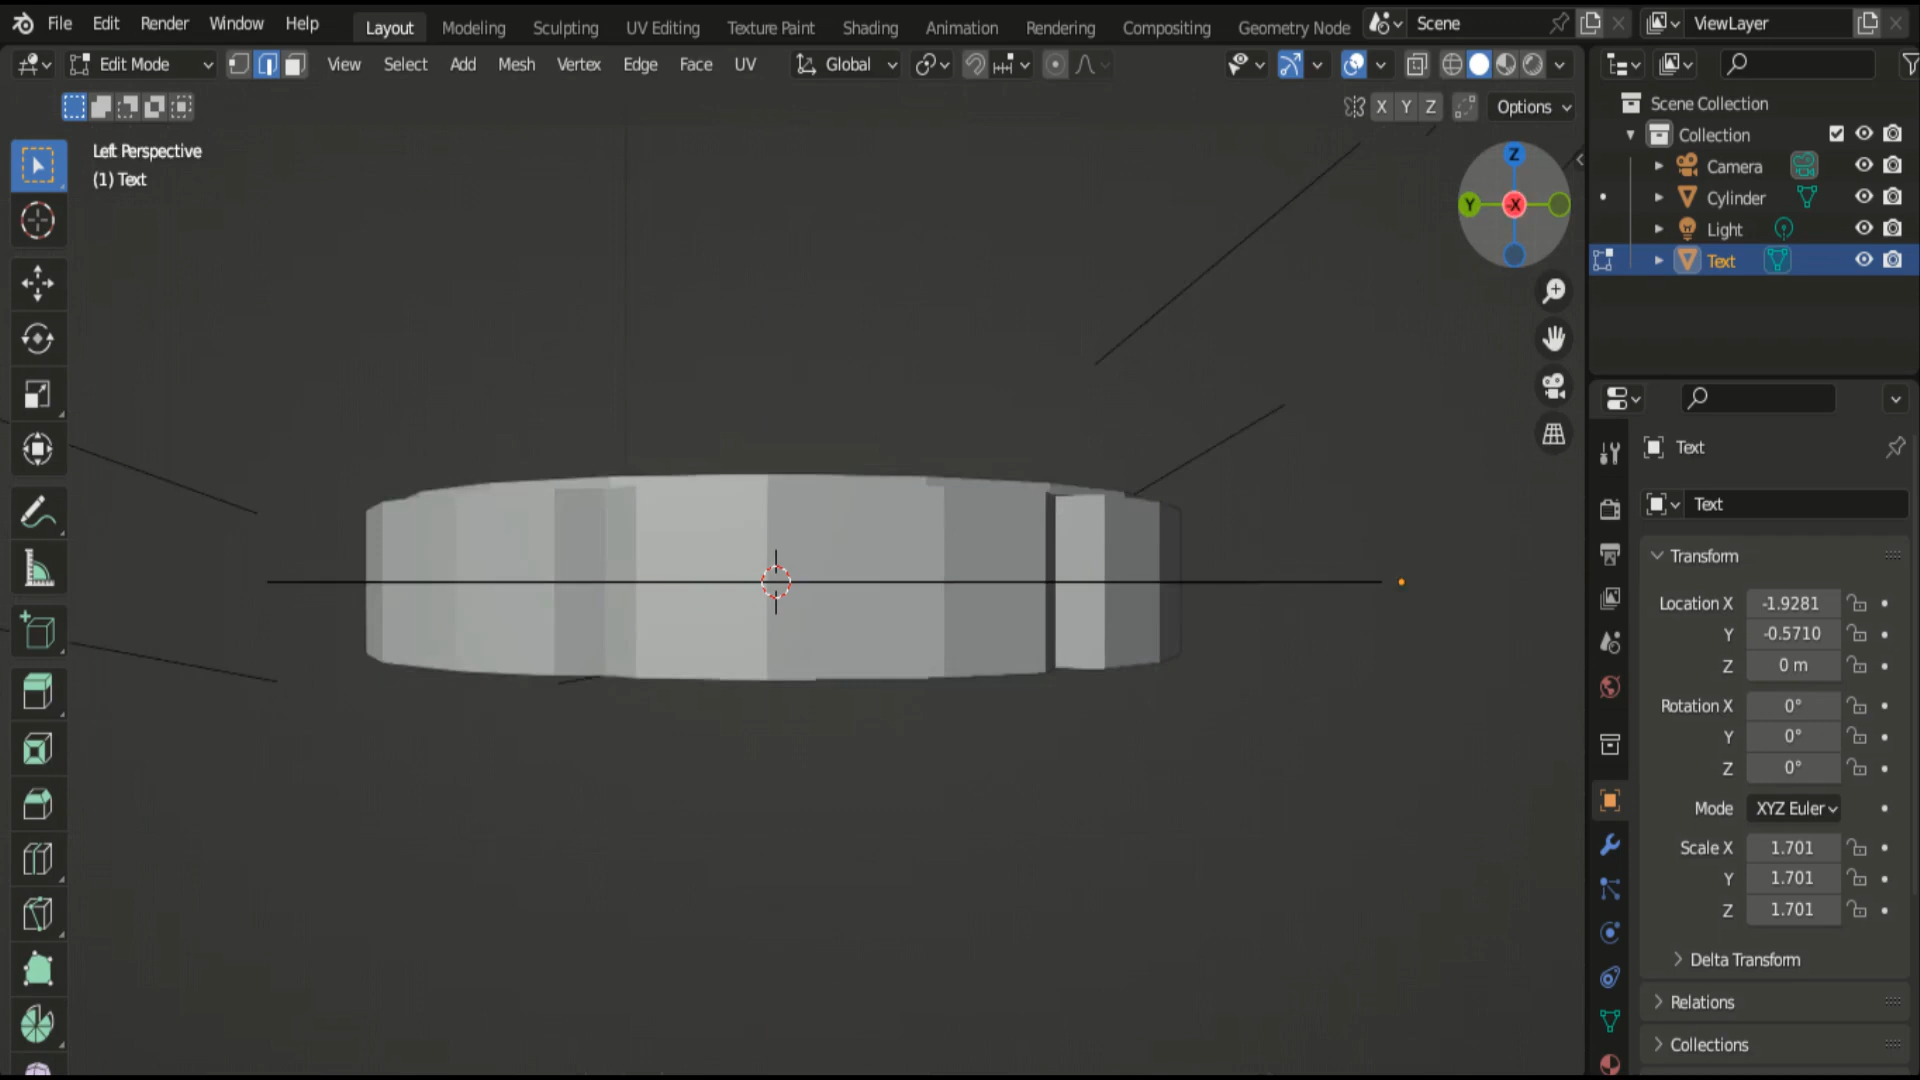 File Edit Render Window Help Layout Modeling Sculpting UV Editing Texture Paint Shading Animation Rendering Compositing Geometry Node Scene ViewLayer
Edit Mode View Select Add Mesh Vertex Edge Face UV Global
X Y Z Options
Left Perspective
(1) Text
Z
Y
-X
Scene Collection
Collection
Camera
Cylinder
Light
Text
Text
Text
Transform
Location X -1.9281
Y -0.5710
Z 0 m
Rotation X 0°
Y 0°
Z 0°
Mode XYZ Euler
Scale X 1.701
Y 1.701
Z 1.701
Delta Transform
Relations
Collections